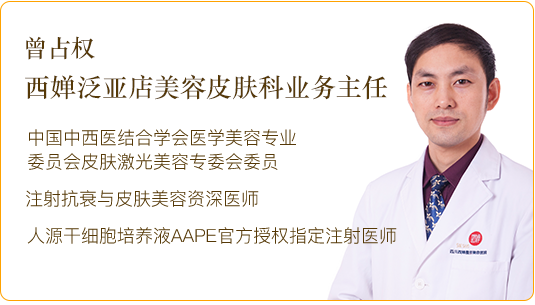 曾占权
西婵泛亚店美容皮肤科业务主任
中国中西医结合学会医学美容专业
委员会皮肤激光美容专委会委员
注射抗衰与皮肤美容资深医师
人源干细胞培养液AAPE官方授权指定注射医师